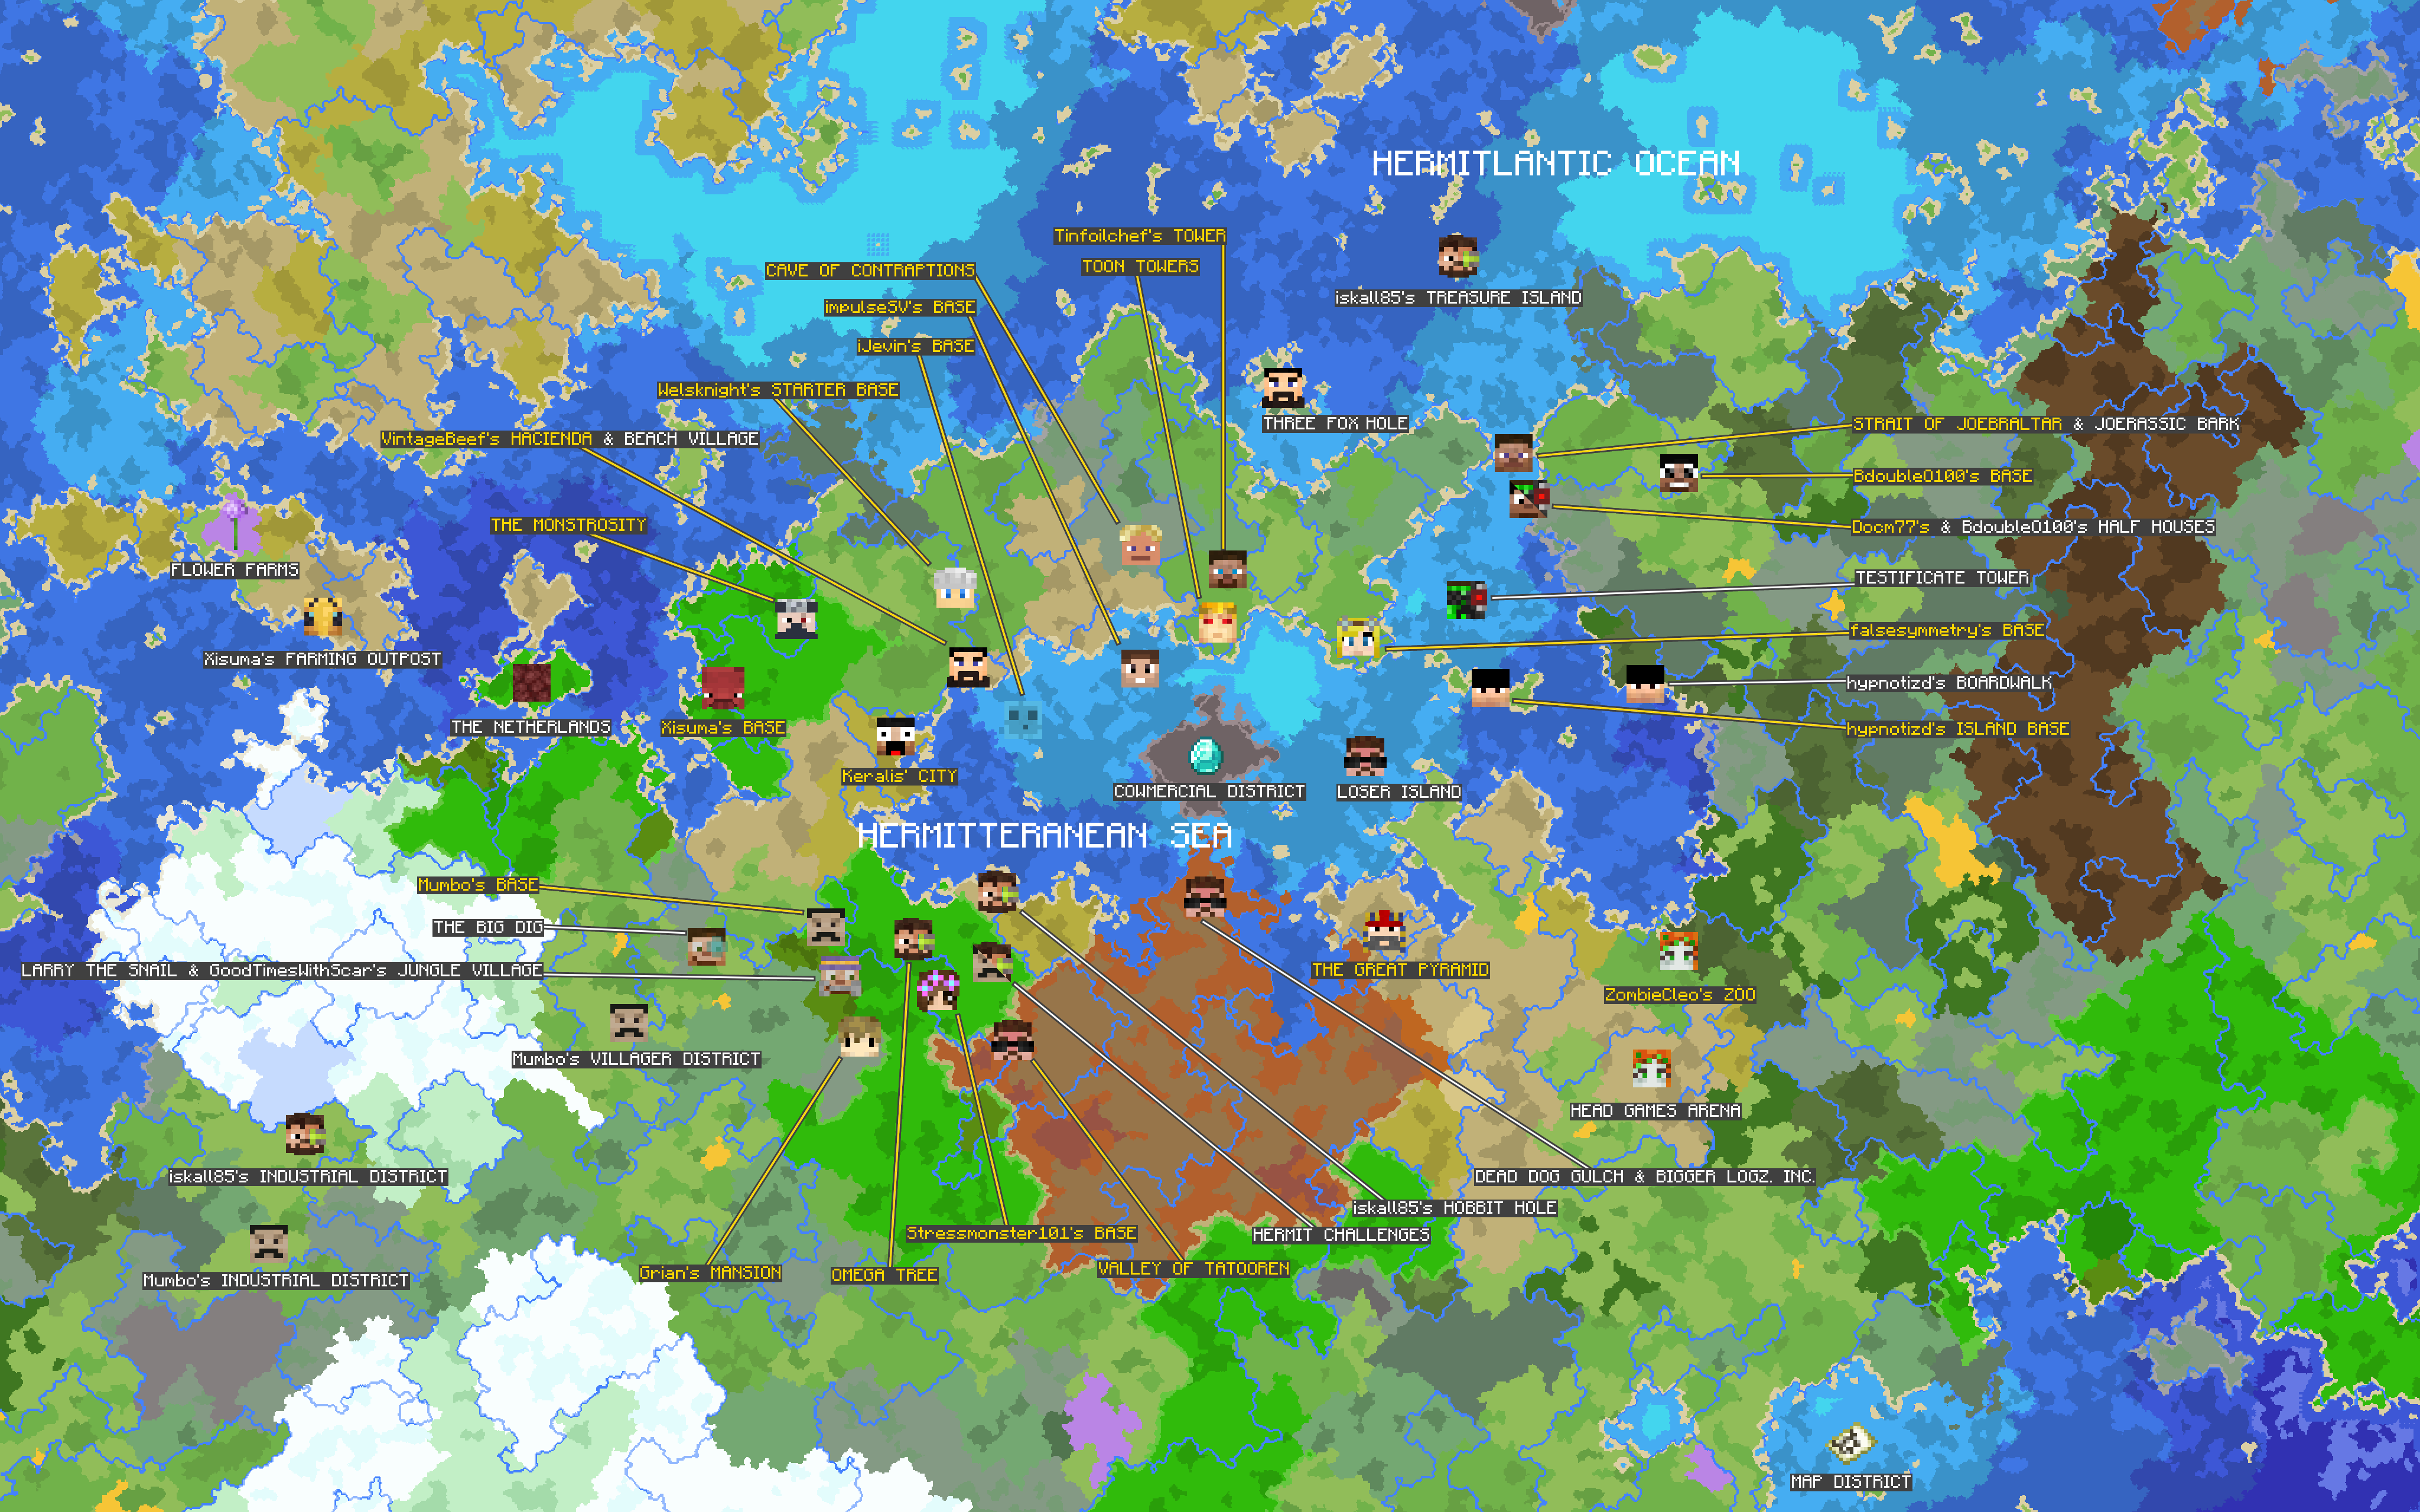 HERMITLANTIC OCEAN
Tinfoilchef's TOWER
TOON TOWERS
CAVE OF CONTRAPTIONS
iskall85's TREASURE ISLAND
impulseSV's BASE
iJevin's BASE
Welsknight's STARTER BASE
THREE FOX HOLE
STRAIT OF JOEBRALTAR & JOERASSIC BARK
VintageBeef's HACIENDA & BEACH VILLAGE
BdoubleO100's BASE
THE MONSTROSITY
Docm77's & BdoubleO100's HALF HOUSES
FLOWER FARMS
TESTIFICATE TOWER
falsesymmetry's BASE
Xisuma's FARMING OUTPOST
hypnotizd's BOARDWALK
THE NETHERLANDS
Xisuma's BASE
hypnotizd's ISLAND BASE
Keralis' CITY
COWMERCIAL DISTRICT
LOSER ISLAND
HERMITTERANEAN SEA
Mumbo's BASE
THE BIG DIG
LARRY THE SNAIL & GoodTimesWithScar's JUNGLE VILLAGE
THE GREAT PYRAMID
ZombieCleo's ZOO
Mumbo's VILLAGER DISTRICT
HEAD GAMES ARENA
iskall85's INDUSTRIAL DISTRICT
DEAD DOG GULCH & BIGGER LOGZ. INC.
iskall85's HOBBIT HOLE
Stressmonster101's BASE
HERMIT CHALLENGES
VALLEY OF TATOOREN
Grian's MANSION
OMEGA TREE
Mumbo's INDUSTRIAL DISTRICT
MAP DISTRICT